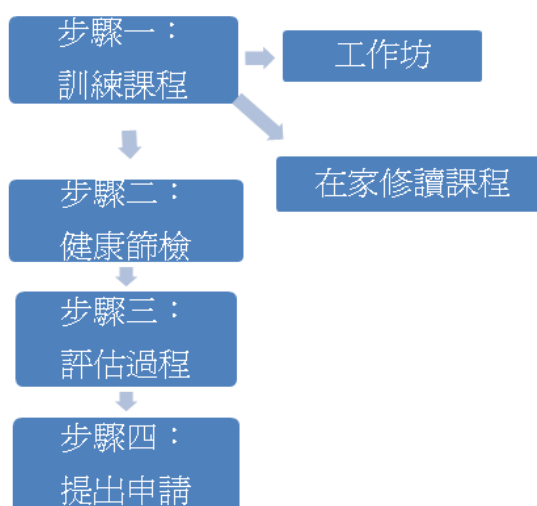 步驟一：
訓練課程
工作坊
在家修讀課程
步驟二：
健康篩檢
步驟三：
評估過程
步驟四：
提出申請